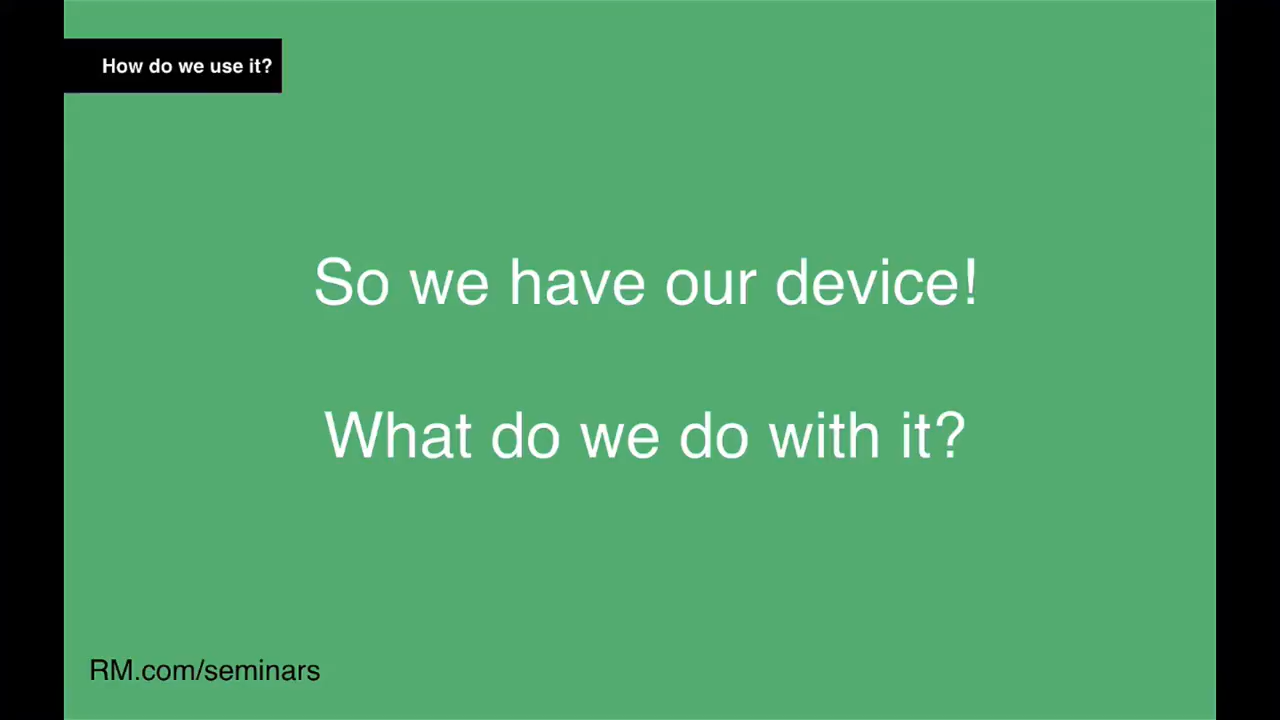 How do we use it?
So we have our device!
What do we do with it?
RM.com/seminars